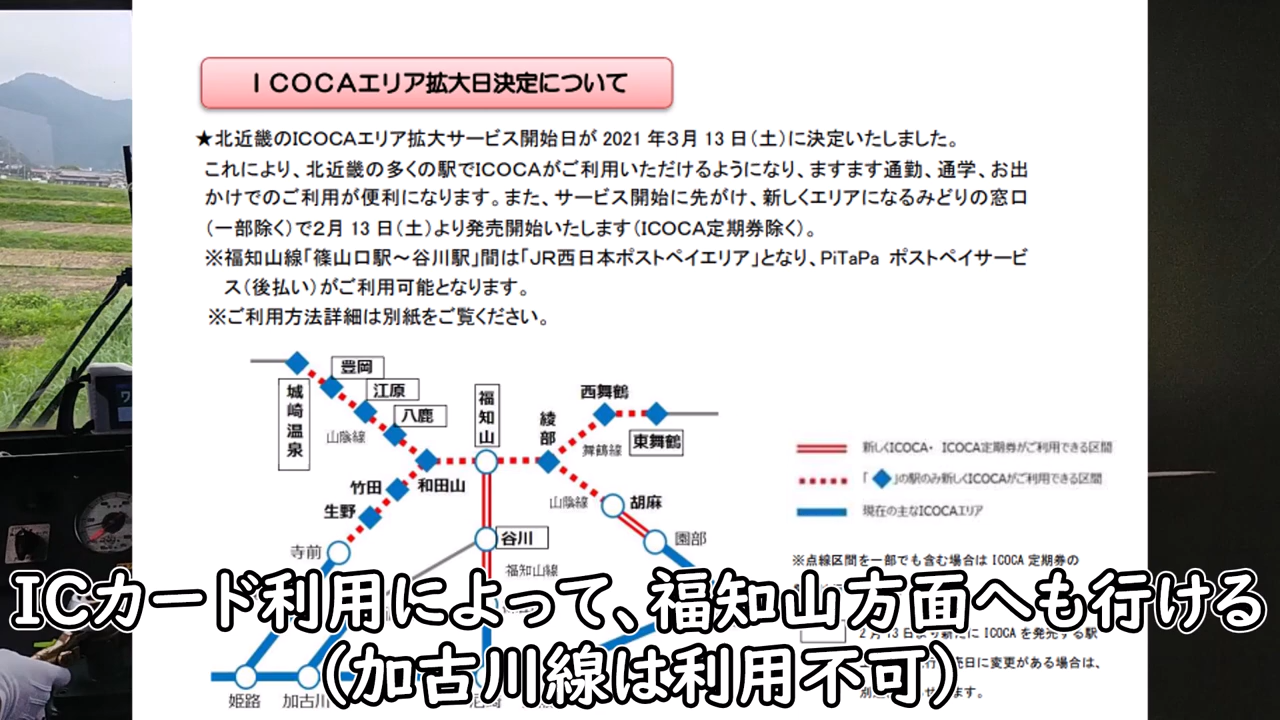 ICOCAエリア拡大日決定について
★北近畿のICOCAエリア拡大サービス開始日が 2021 年3月 13 日(土)に決定いたしました。
これにより、北近畿の多くの駅でICOCAがご利用いただけるようになり、ますます通勤、通学、お出
かけでのご利用が便利になります。また、サービス開始に先がけ、新しくエリアになるみどりの窓口
(一部除く)で2月 13 日(土)より発売開始いたします(ICOCA定期券除く)。
※福知山線「篠山口駅~谷川駅」間は「JR西日本ポストペイエリア」となり、PiTaPa ポストペイサービ
ス(後払い)がご利用可能となります。
※ご利用方法詳細は別紙をご覧ください。
豊岡
城崎温泉
江原
八鹿
山陰線
福知山
綾部
西舞鶴
東舞鶴
舞鶴線
和田山
竹田
生野
寺前
山陰線
胡麻
園部
谷川
福知山線
新しくICOCA・ICOCA定期券がご利用できる区間
「◆」の駅のみ新しくICOCAがご利用できる区間
現在の主なICOCAエリア
※点線区間を一部でも含む場合は ICOCA 定期券の
2月13日より新たに ICOCA を発売する駅
売日に変更がある場合は、
姫路
加古川
ICカード利用によって、福知山方面へも行ける
(加古川線は利用不可)